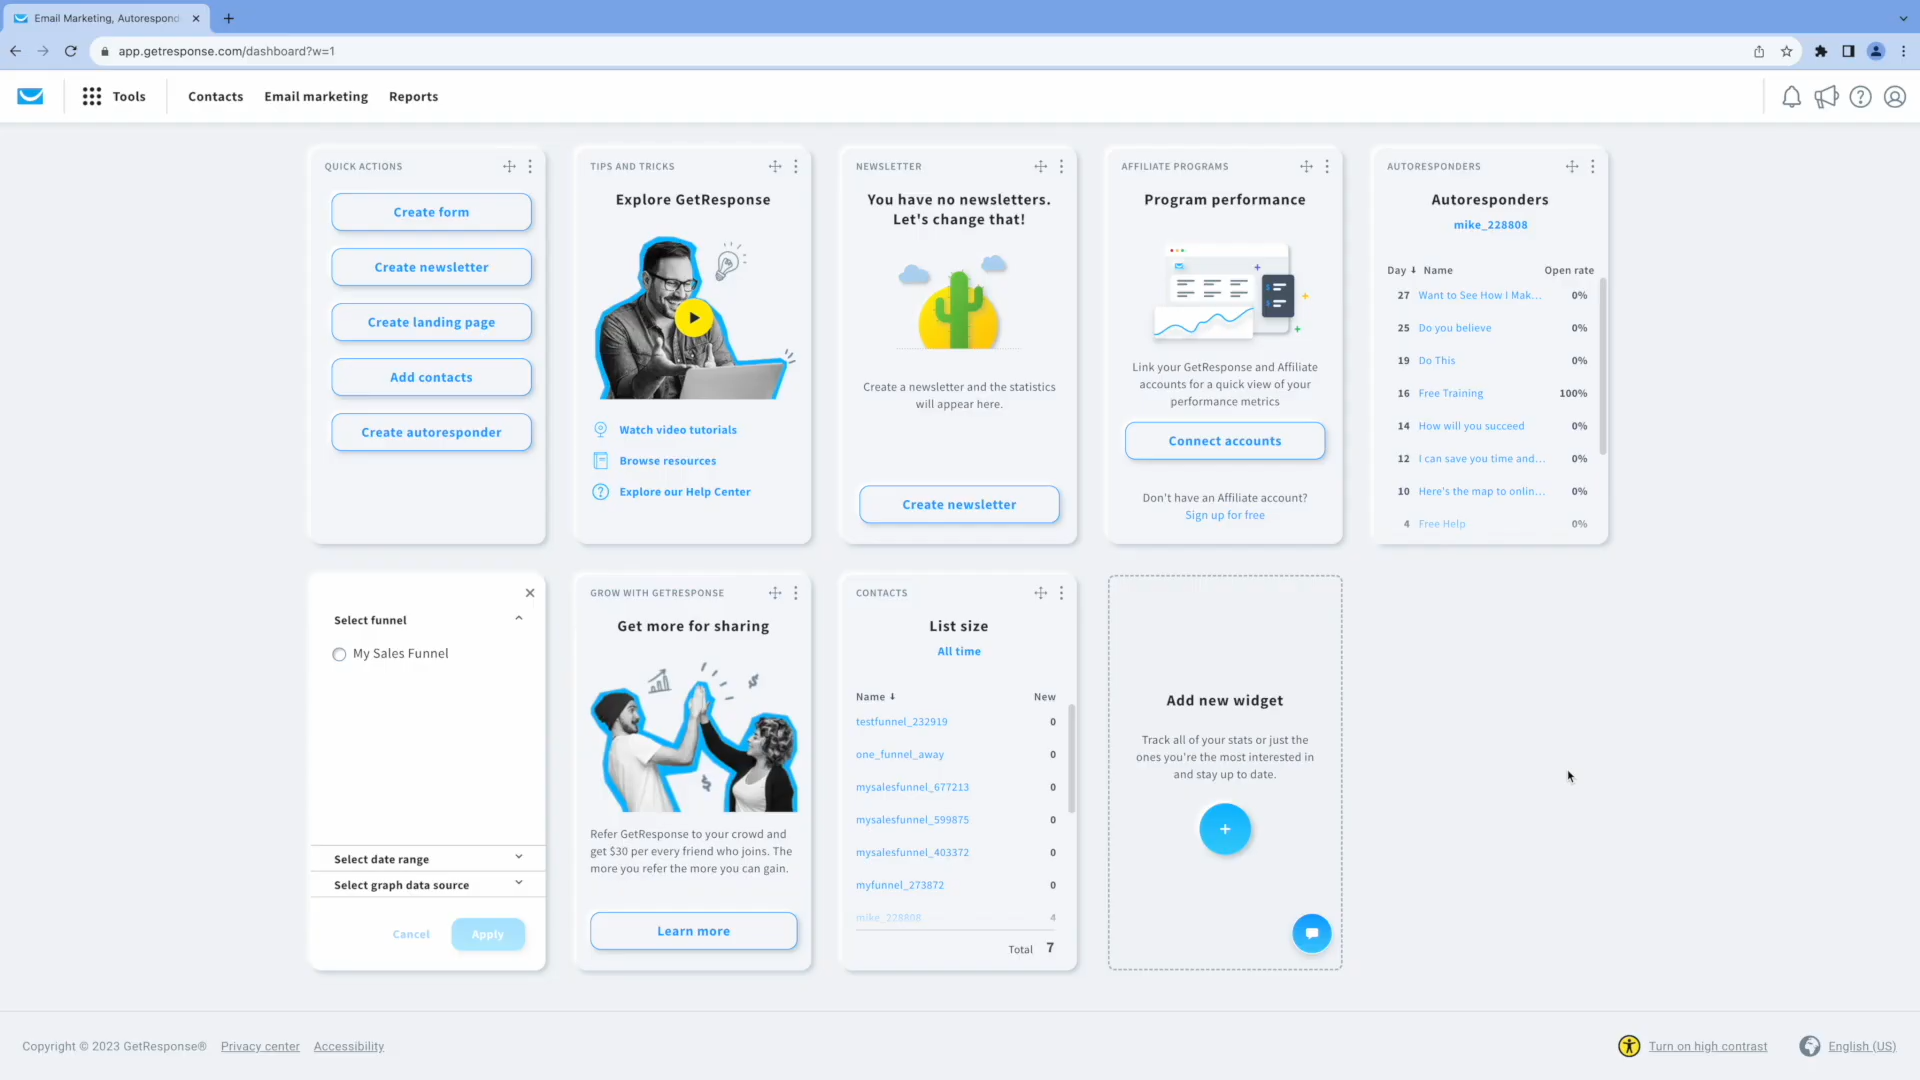 Email Marketing, Autorespond
app.getresponse.com/dashboard?w=1
Tools
Contacts
Email marketing
Reports
QUICK ACTIONS
Create form
Create newsletter
Create landing page
Add contacts
Create autoresponder
TIPS AND TRICKS
Explore GetResponse
Watch video tutorials
Browse resources
Explore our Help Center
NEWSLETTER
You have no newsletters.
Let's change that!
Create a newsletter and the statistics
will appear here.
Create newsletter
AFFILIATE PROGRAMS
Program performance
Link your GetResponse and Affiliate
accounts for a quick view of your
performance metrics
Connect accounts
Don't have an Affiliate account?
Sign up for free
AUTORESPONDERS
Autoresponders
mike_228808
Day Name Open rate
27 Want to See How I Mak... 0%
25 Do you believe 0%
19 Do This 0%
16 Free Training 100%
14 How will you succeed 0%
12 I can save you time and... 0%
10 Here's the map to onlin... 0%
4 Free Help 0%
Select funnel
My Sales Funnel
Select date range
Select graph data source
Cancel
Apply
GROW WITH GETRESPONSE
Get more for sharing
Refer GetResponse to your crowd and
get $30 per every friend who joins. The
more you refer the more you can gain.
Learn more
CONTACTS
List size
All time
Name New
testfunnel_232919 0
one_funnel_away 0
mysalesfunnel_677213 0
mysalesfunnel_599875 0
mysalesfunnel_403372 0
myfunnel_273872 0
mike_228808 4
Total 7
Add new widget
Track all of your stats or just the
ones you're the most interested in
and stay up to date.
Copyright © 2023 GetResponse®
Privacy center
Accessibility
Turn on high contrast
English (US)